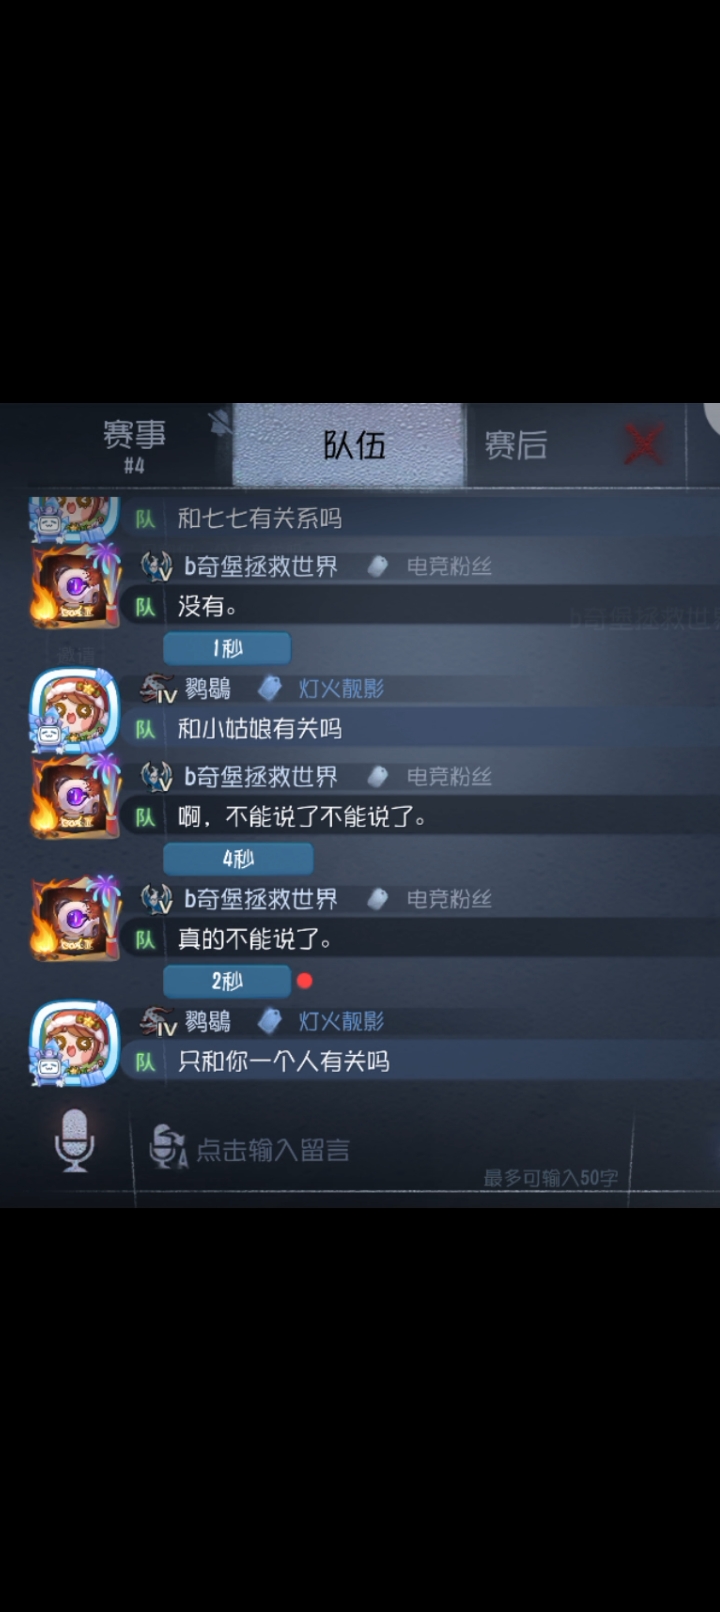 赛事
#4
队伍
赛后
队 和七七有关系吗
V b奇堡拯救世界 电竞粉丝
队 没有。
1秒
邀请
IV 鹨鶡 灯火靓影
队 和小姑娘有关吗
V b奇堡拯救世界 电竞粉丝
队 啊，不能说了不能说了。
4秒
V b奇堡拯救世界 电竞粉丝
队 真的不能说了。
2秒
IV 鹨鶡 灯火靓影
队 只和你一个人有关吗
点击输入留言
最多可输入50字